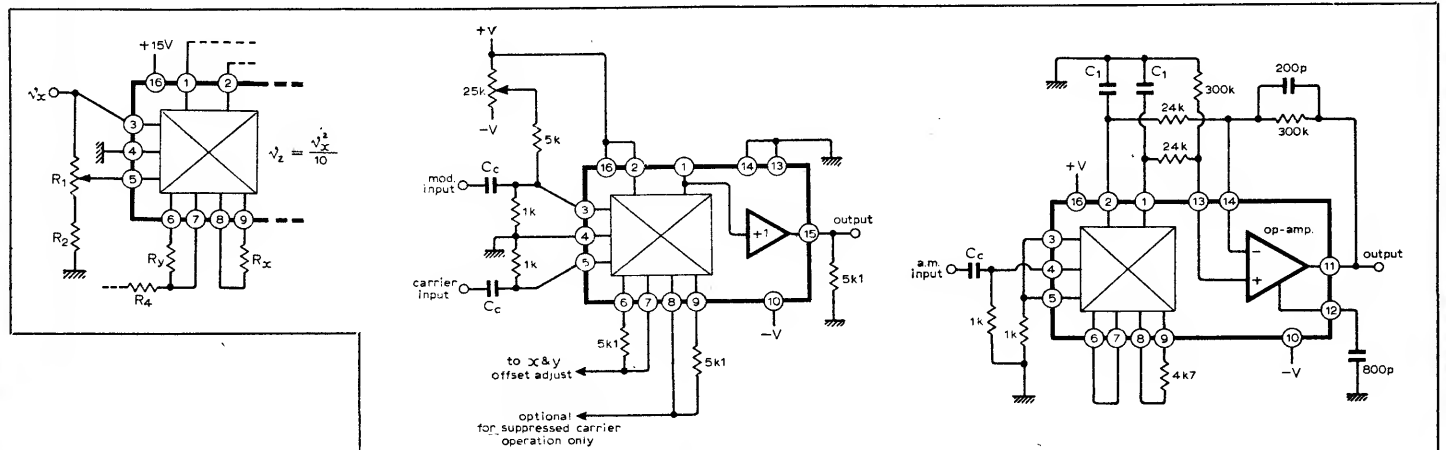 +15V
16
1
2
νx
3
4
5
R1
R2
6
7
8
9
Ry
Rx
R4
νz = νx² / 10
+V
25k
-V
5k
mod. input
Cc
1k
1k
carrier input
Cc
16
2
1
14
13
3
4
5
+1
15
output
5k1
6
7
8
9
10
-V
5k1
5k1
to x & y
offset adjust
optional
for suppressed carrier
operation only
C1
C1
300k
200p
24k
300k
24k
+V
16
2
1
13
14
op-amp.
3
4
5
a.m. input
Cc
1k
1k
-
+
11
output
12
6
7
8
9
10
-V
4k7
800p